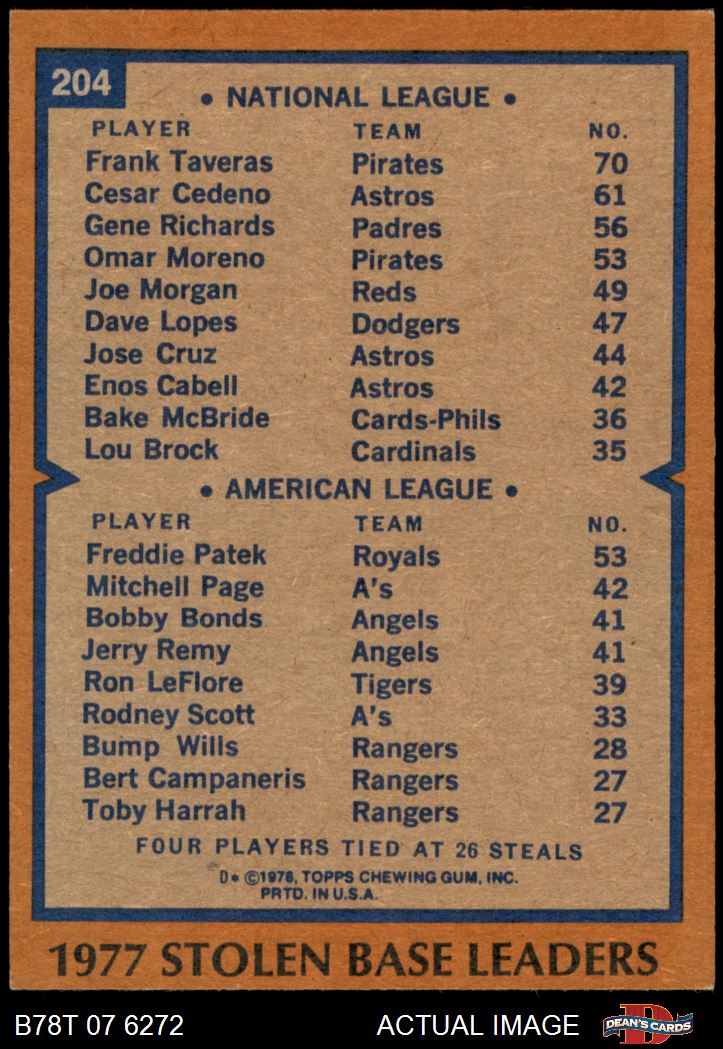 204
• NATIONAL LEAGUE •
PLAYER TEAM NO.
Frank Taveras Pirates 70
Cesar Cedeno Astros 61
Gene Richards Padres 56
Omar Moreno Pirates 53
Joe Morgan Reds 49
Dave Lopes Dodgers 47
Jose Cruz Astros 44
Enos Cabell Astros 42
Bake McBride Cards-Phils 36
Lou Brock Cardinals 35
• AMERICAN LEAGUE •
PLAYER TEAM NO.
Freddie Patek Royals 53
Mitchell Page A's 42
Bobby Bonds Angels 41
Jerry Remy Angels 41
Ron LeFlore Tigers 39
Rodney Scott A's 33
Bump Wills Rangers 28
Bert Campaneris Rangers 27
Toby Harrah Rangers 27
FOUR PLAYERS TIED AT 26 STEALS
D* ©1978, TOPPS CHEWING GUM, INC.
PRTD. IN U.S.A.
1977 STOLEN BASE LEADERS
B78T 07 6272 ACTUAL IMAGE D DEAN'S CARDS